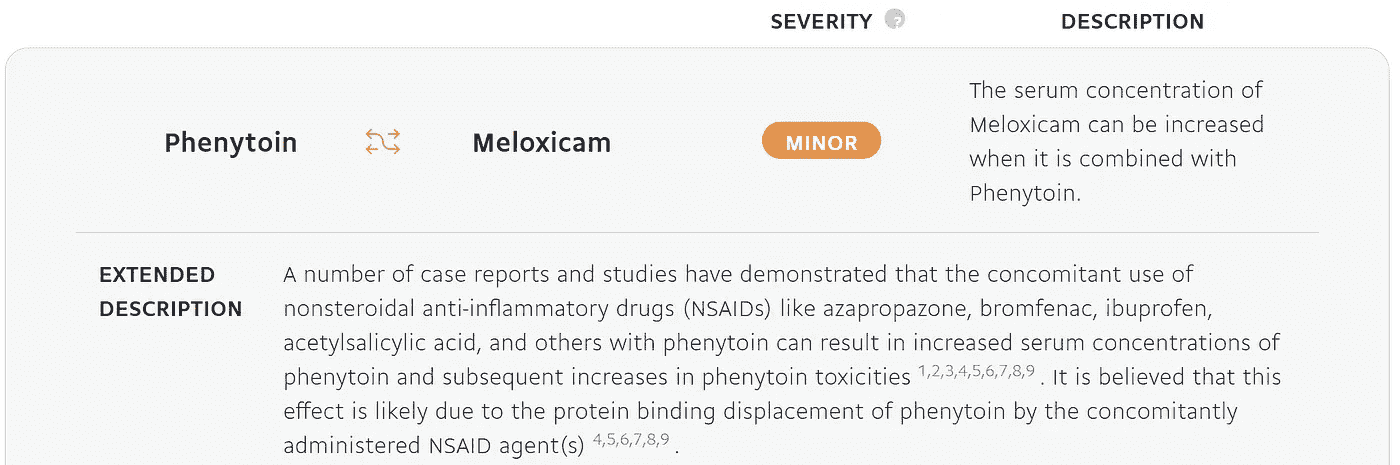 SEVERITY ? DESCRIPTION
The serum concentration of
Meloxicam can be increased
Phenytoin Meloxicam MINOR
when it is combined with
Phenytoin.
EXTENDED
DESCRIPTION
A number of case reports and studies have demonstrated that the concomitant use of
nonsteroidal anti-inflammatory drugs (NSAIDs) like azapropazone, bromfenac, ibuprofen,
acetylsalicylic acid, and others with phenytoin can result in increased serum concentrations of
phenytoin and subsequent increases in phenytoin toxicities 1,2,3,4,5,6,7,8,9 . It is believed that this
effect is likely due to the protein binding displacement of phenytoin by the concomitantly
administered NSAID agent(s) 4,5,6,7,8,9 .